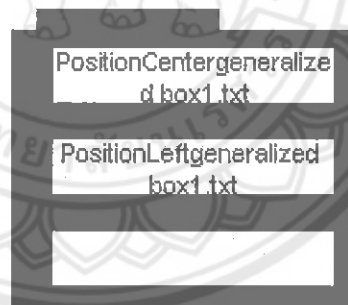 PositionCentergeneralize
d box1.txt
PositionLeftgeneralized
box1.txt